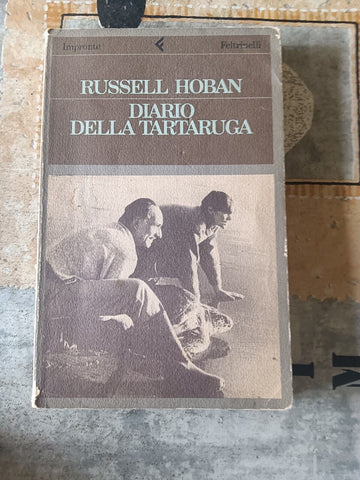 Impronte Feltrinelli
RUSSELL HOBAN
DIARIO
DELLA TARTARUGA